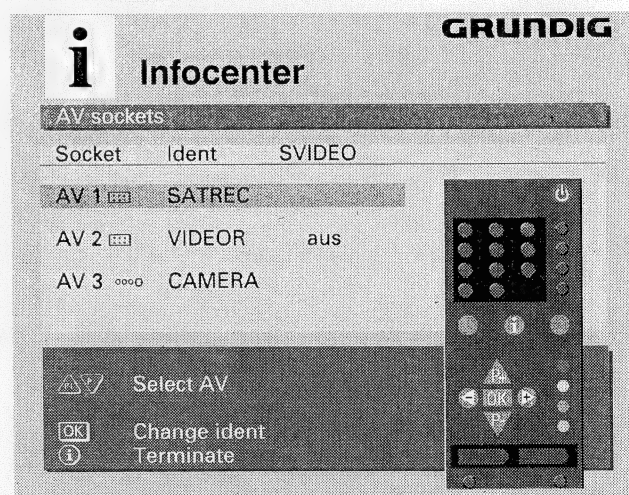 GRUNDIG
i Infocenter
AV sockets
Socket Ident SVIDEO
AV 1 SATREC
AV 2 VIDEOR aus
AV 3 CAMERA
Select AV
OK Change ident
i Terminate
i
P+
- OK +
P-